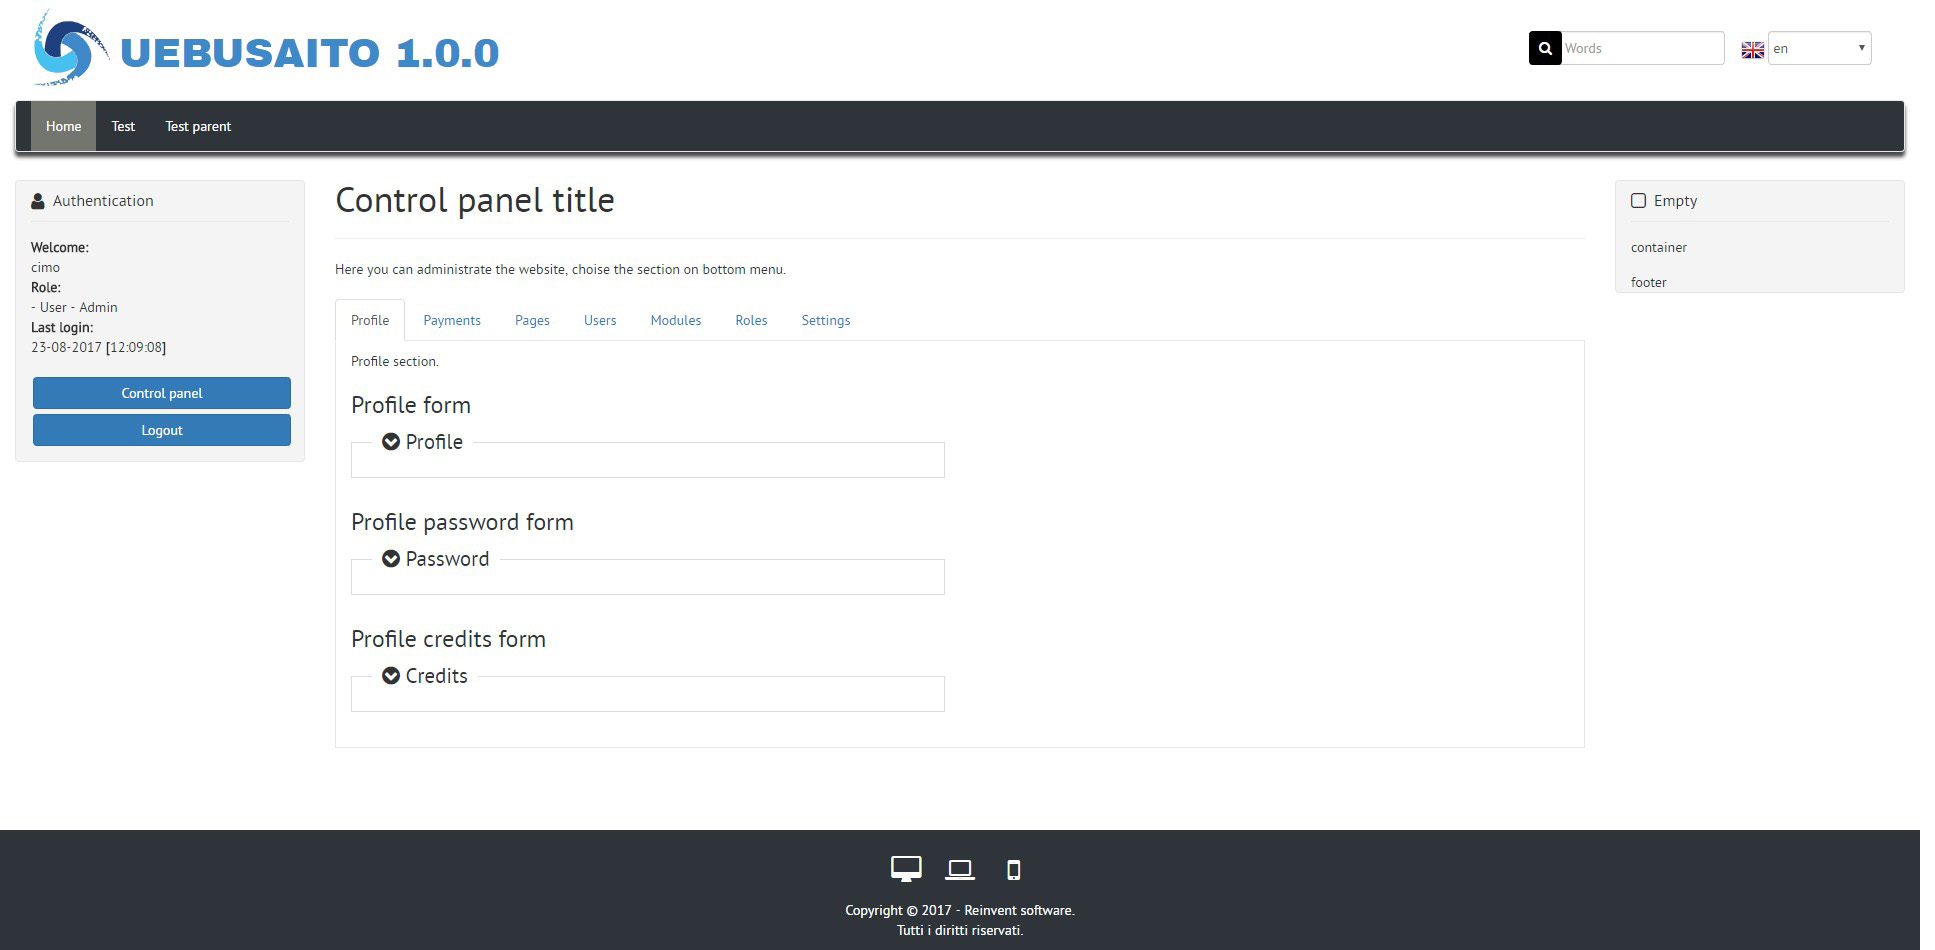 UEBUSAITO 1.0.0
Words
en
Home Test Test parent
Authentication
Welcome:
cimo
Role:
- User - Admin
Last login:
23-08-2017 [12:09:08]
Control panel
Logout
Control panel title
Here you can administrate the website, choise the section on bottom menu.
Profile Payments Pages Users Modules Roles Settings
Profile section.
Profile form
Profile
Profile password form
Password
Profile credits form
Credits
Empty
container
footer
Copyright © 2017 - Reinvent software.
Tutti i diritti riservati.